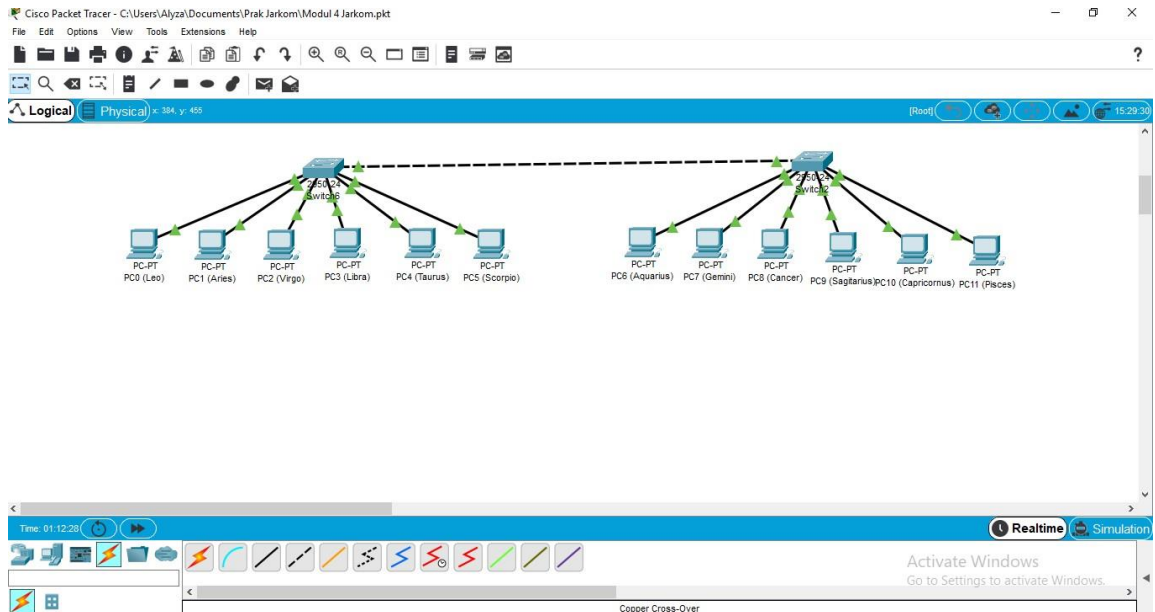 Cisco Packet Tracer - C:\Users\Alyza\Documents\Prak Jarkom\Modul 4 Jarkom.pkt
File Edit Options View Tools Extensions Help
?
Logical Physical x: 384, y: 455 [Root] 15:29:30
2950-24
Switch6
2950-24
Switch2
PC-PT
PC0 (Leo)
PC-PT
PC1 (Aries)
PC-PT
PC2 (Virgo)
PC-PT
PC3 (Libra)
PC-PT
PC4 (Taurus)
PC-PT
PC5 (Scorpio)
PC-PT
PC6 (Aquarius)
PC-PT
PC7 (Gemini)
PC-PT
PC8 (Cancer)
PC-PT
PC9 (Sagitarius)
PC-PT
PC10 (Capricornus)
PC-PT
PC11 (Pisces)
Time: 01:12:28 Realtime Simulation
Activate Windows
Go to Settings to activate Windows.
Copper Cross-Over